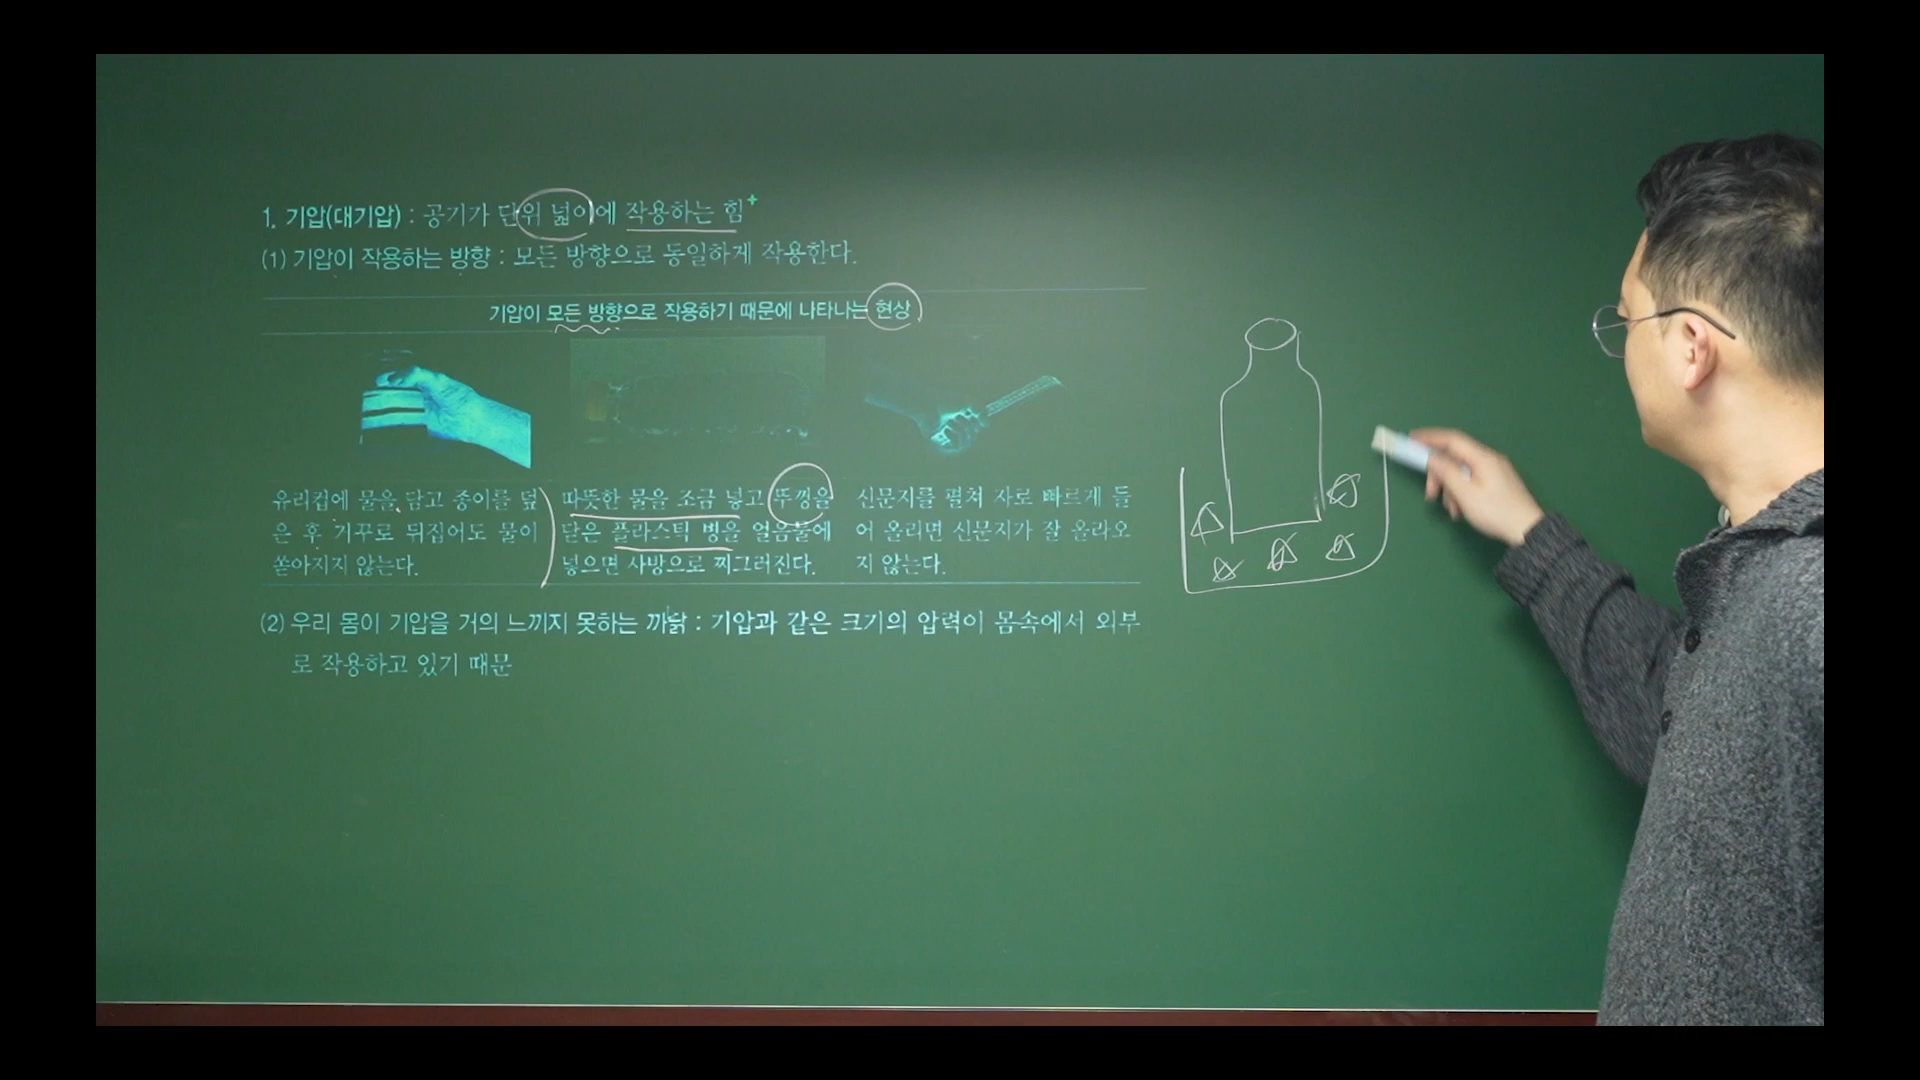 1. 기압(대기압) : 공기가 단위 넓이에 작용하는 힘+
(1) 기압이 작용하는 방향 : 모든 방향으로 동일하게 작용한다.
기압이 모든 방향으로 작용하기 때문에 나타나는 현상
유리컵에 물을 담고 종이를 덮
은 후 거꾸로 뒤집어도 물이
쏟아지지 않는다.
따뜻한 물을 조금 넣고 뚜껑을
닫은 플라스틱 병을 얼음물에
넣으면 사방으로 찌그러진다.
신문지를 펼쳐 자로 빠르게 들
어 올리면 신문지가 잘 올라오
지 않는다.
(2) 우리 몸이 기압을 거의 느끼지 못하는 까닭 : 기압과 같은 크기의 압력이 몸속에서 외부
로 작용하고 있기 때문